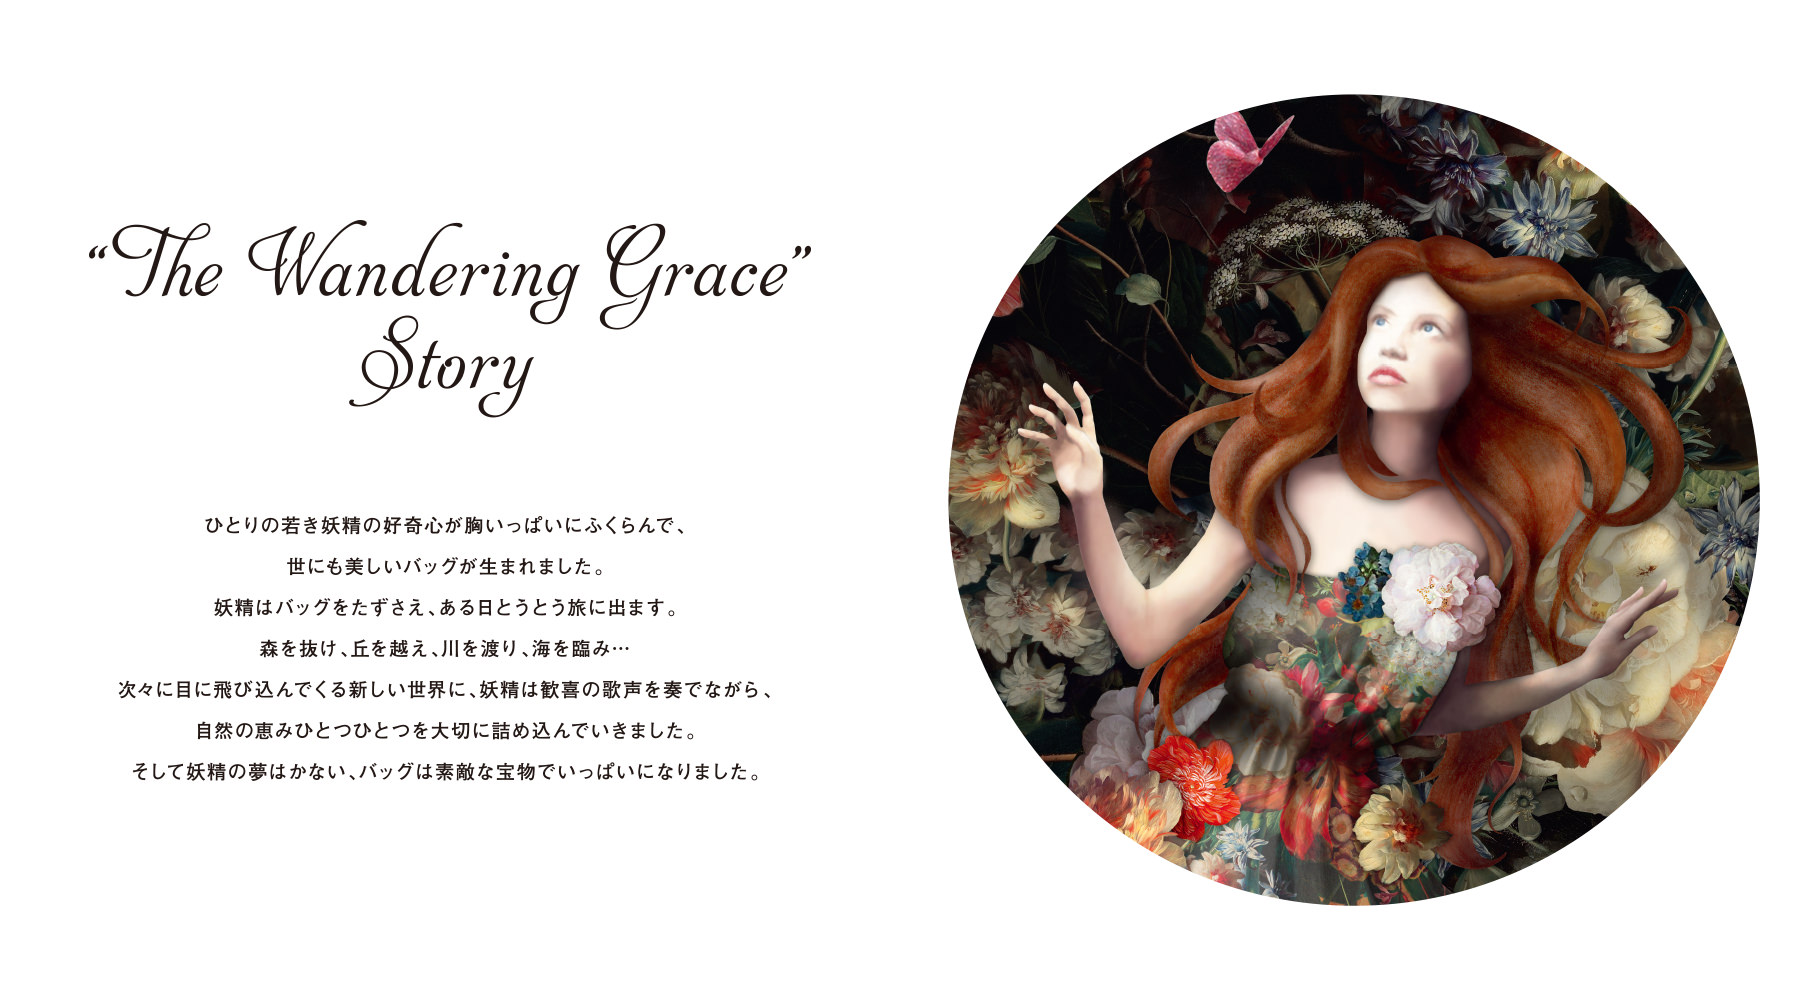 “The Wandering Grace”
Story
ひとりの若き妖精の好奇心が胸いっぱいにふくらんで、
世にも美しいバッグが生まれました。
妖精はバッグをたずさえ、ある日とうとう旅に出ます。
森を抜け、丘を越え、川を渡り、海を臨み…
次々に目に飛び込んでくる新しい世界に、妖精は歓喜の歌声を奏でながら、
自然の恵みひとつひとつを大切に詰め込んでいきました。
そして妖精の夢はかない、バッグは素敵な宝物でいっぱいになりました。